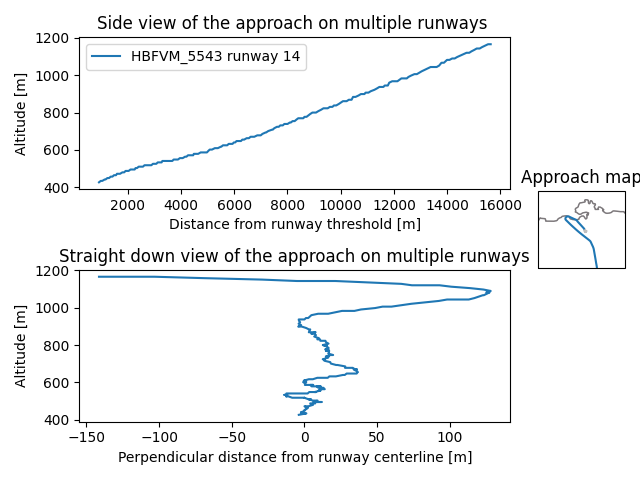 Side view of the approach on multiple runways
1200
1000
800
600
400
Altitude [m]
HBFVM_5543 runway 14
2000 4000 6000 8000 10000 12000 14000 16000
Distance from runway threshold [m]
Approach map
Straight down view of the approach on multiple runways
1200
1000
800
600
400
Altitude [m]
−150 −100 −50 0 50 100
Perpendicular distance from runway centerline [m]